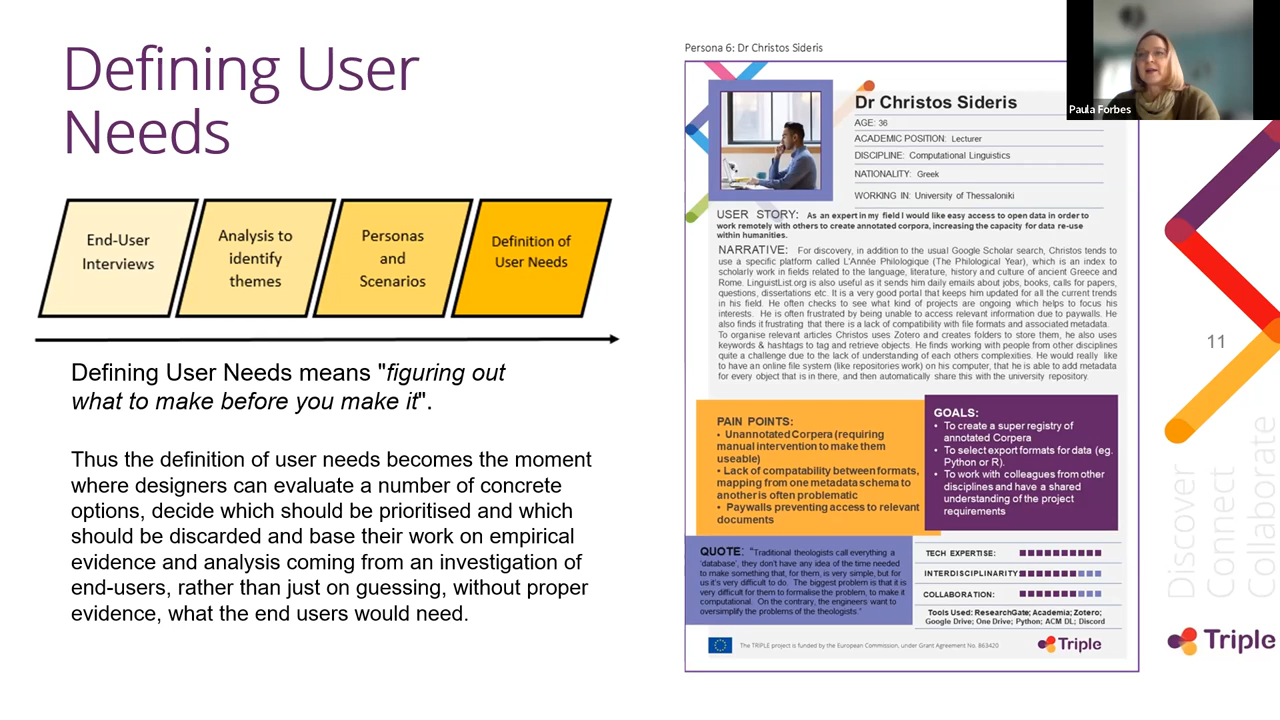 Defining User
Needs
End-User
Interviews
Analysis to
identify
themes
Personas
and
Scenarios
Definition of
User Needs
Defining User Needs means "figuring out
what to make before you make it".
Thus the definition of user needs becomes the moment
where designers can evaluate a number of concrete
options, decide which should be prioritised and which
should be discarded and base their work on empirical
evidence and analysis coming from an investigation of
end-users, rather than just on guessing, without proper
evidence, what the end users would need.
Persona 6: Dr Christos Sideris
Dr Christos Sideris
AGE: 36
ACADEMIC POSITION: Lecturer
DISCIPLINE: Computational Linguistics
NATIONALITY: Greek
WORKING IN: University of Thessaloniki
USER STORY: As an expert in my field I would like easy access to open data in order to
work remotely with others to create annotated corpora, increasing the capacity for data re-use
within humanities.
NARRATIVE: For discovery, in addition to the usual Google Scholar search, Christos tends to
use a specific platform called L'Année Philologique (The Philological Year), which is an index to
scholarly work in fields related to the language, literature, history and culture of ancient Greece and
Rome. LinguistList.org is also useful as it sends him daily emails about jobs, books, calls for papers,
questions, dissertations etc. It is a very good portal that keeps him updated for all the current trends
in his field. He often checks to see what kind of projects are ongoing which helps to focus his
interests. He is often frustrated by being unable to access relevant information due to paywalls. He
also finds it frustrating that there is a lack of compatibility with file formats and associated metadata.
To organise relevant articles Christos uses Zotero and creates folders to store them, he also uses
keywords & hashtags to tag and retrieve objects. He finds working with people from other disciplines
quite a challenge due to the lack of understanding of each others complexities. He would really like
to have an online file system (like repositories work) on his computer, that he is able to add metadata
for every object that is in there, and then automatically share this with the university repository.
PAIN POINTS:
• Unannotated Corpera (requiring
manual intervention to make them
useable)
• Lack of compatability between formats,
mapping from one metadata schema to
another is often problematic
• Paywalls preventing access to relevant
documents
GOALS:
• To create a super registry of
annotated Corpera
• To select export formats for data (eg.
Python or R).
• To work with colleagues from other
disciplines and have a shared
understanding of the project
requirements
QUOTE: "Traditional theologists call everything a
'database', they don't have any idea of the time needed
to make something that, for them, is very simple, but for
us it's very difficult to do. The biggest problem is that it is
very difficult for them to formalise the problem, to make it
computational. On the contrary, the engineers want to
oversimplify the problems of the theologists."
TECH EXPERTISE:
INTERDISCIPLINARITY:
COLLABORATION:
Tools Used: ResearchGate; Academia; Zotero;
Google Drive; One Drive; Python; ACM DL; Discord
The TRIPLE project is funded by the European Commission, under Grant Agreement No. 863420
Triple
Paula Forbes
11
Discover
Connect
Collaborate
Triple